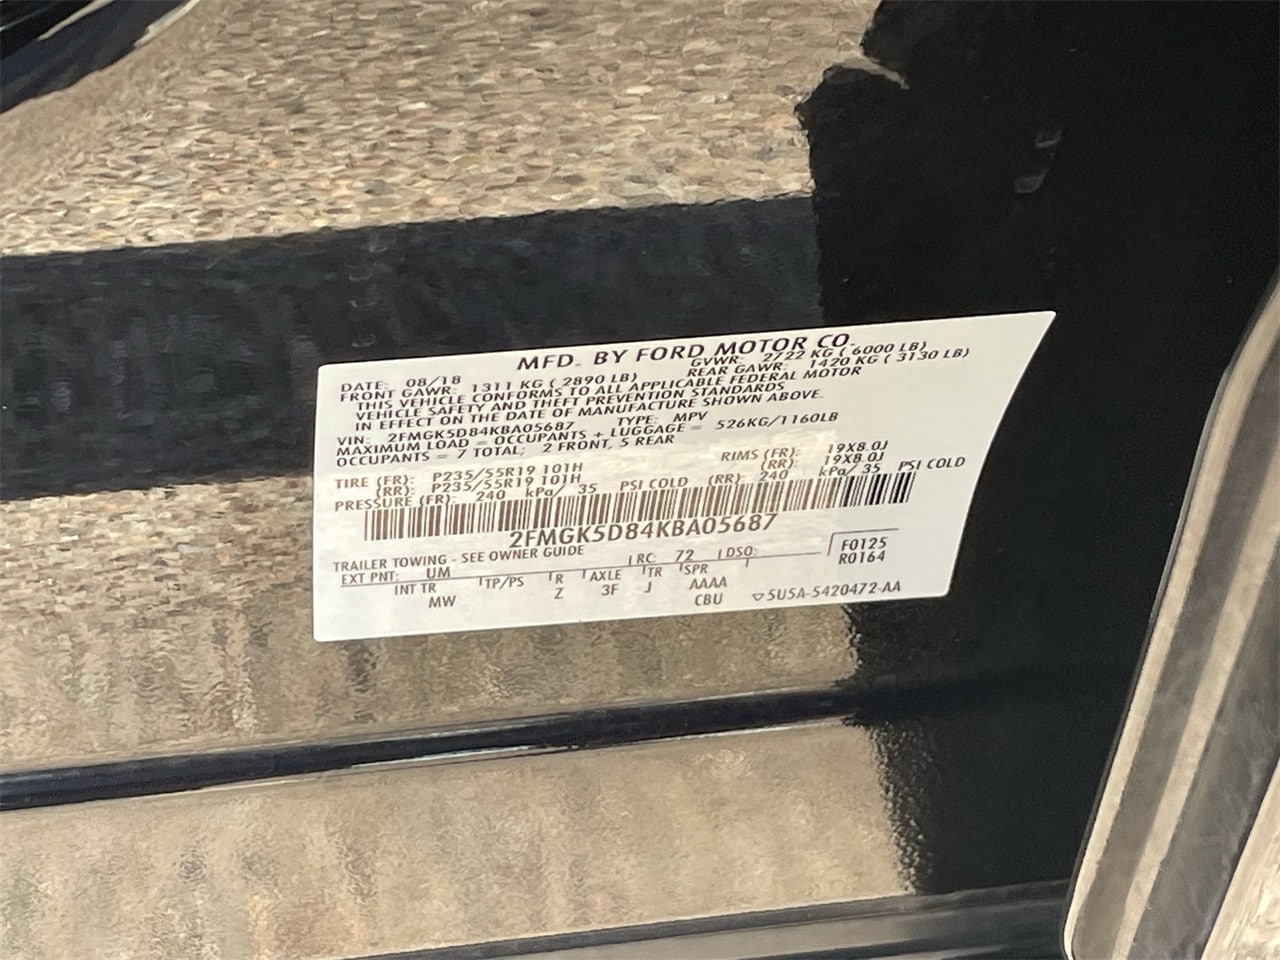 MFD. BY FORD MOTOR CO.
DATE: 08/18 GVWR: 2722 KG ( 6000 LB)
FRONT GAWR: 1311 KG ( 2890 LB) REAR GAWR: 1420 KG ( 3130 LB)
THIS VEHICLE CONFORMS TO ALL APPLICABLE FEDERAL MOTOR
VEHICLE SAFETY AND THEFT PREVENTION STANDARDS
IN EFFECT ON THE DATE OF MANUFACTURE SHOWN ABOVE.
VIN: 2FMGK5D84KBA05687 TYPE: MPV
MAXIMUM LOAD = OCCUPANTS + LUGGAGE = 526KG/1160LB
OCCUPANTS = 7 TOTAL; 2 FRONT, 5 REAR
TIRE (FR): P235/55R19 101H RIMS (FR): 19X8.0J
(RR): P235/55R19 101H (RR): 19X8.0J
PRESSURE (FR): 240 kPa/ 35 PSI COLD (RR): 240 kPa/ 35 PSI COLD
2FMGK5D84KBA05687
TRAILER TOWING - SEE OWNER GUIDE
EXT PNT: UM RC: 72 DSO: F0125
INT TR TP/PS R AXLE TR SPR R0164
MW Z 3F J AAAA
CBU ▽5U5A-5420472-AA